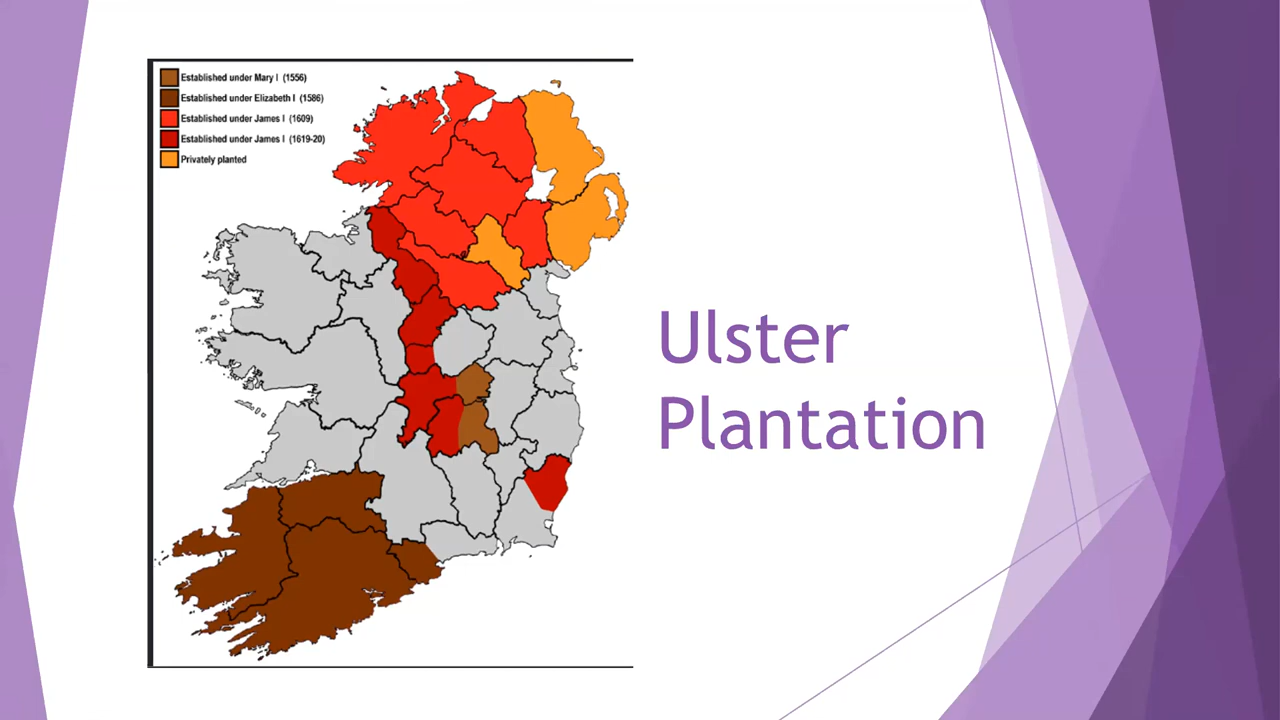 Established under Mary I (1556)
Established under Elizabeth I (1586)
Established under James I (1609)
Established under James I (1619-20)
Privately planted
Ulster
Plantation